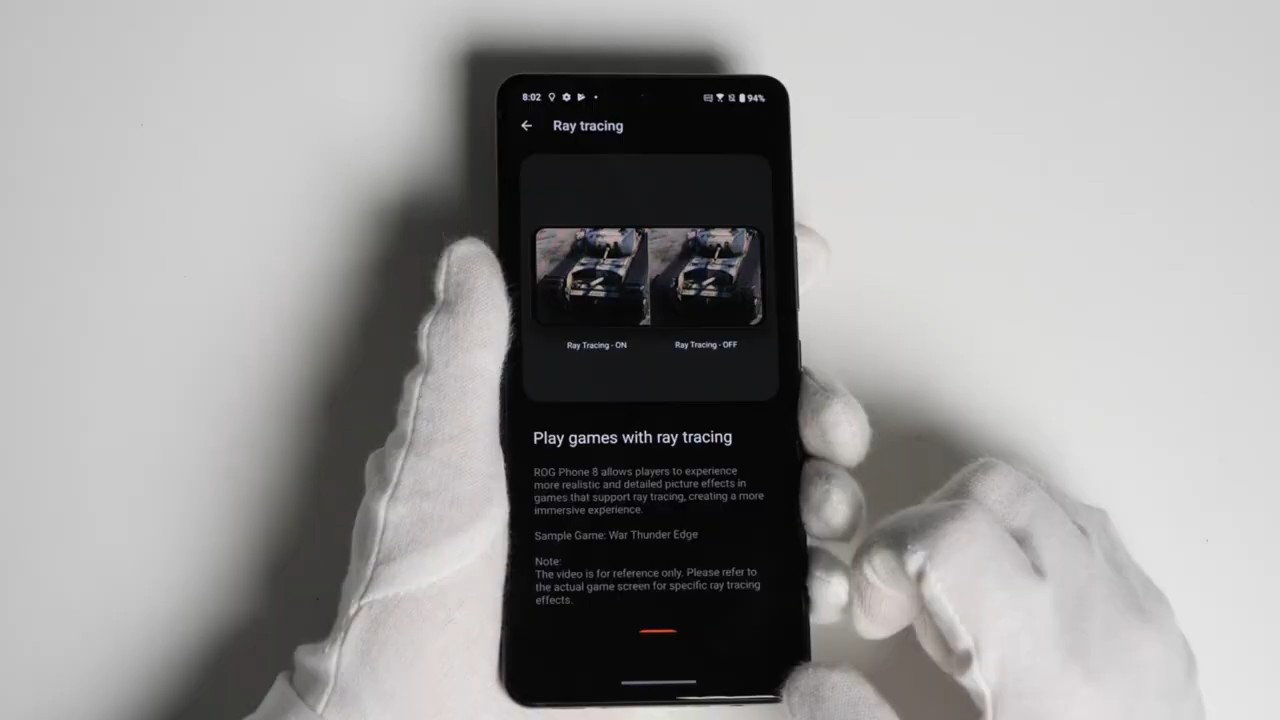 8:02 94%
Ray tracing
Ray Tracing - ON Ray Tracing - OFF
Play games with ray tracing
ROG Phone 8 allows players to experience
more realistic and detailed picture effects in
games that support ray tracing, creating a more
immersive experience.
Sample Game: War Thunder Edge
Note:
The video is for reference only. Please refer to
the actual game screen for specific ray tracing
effects.